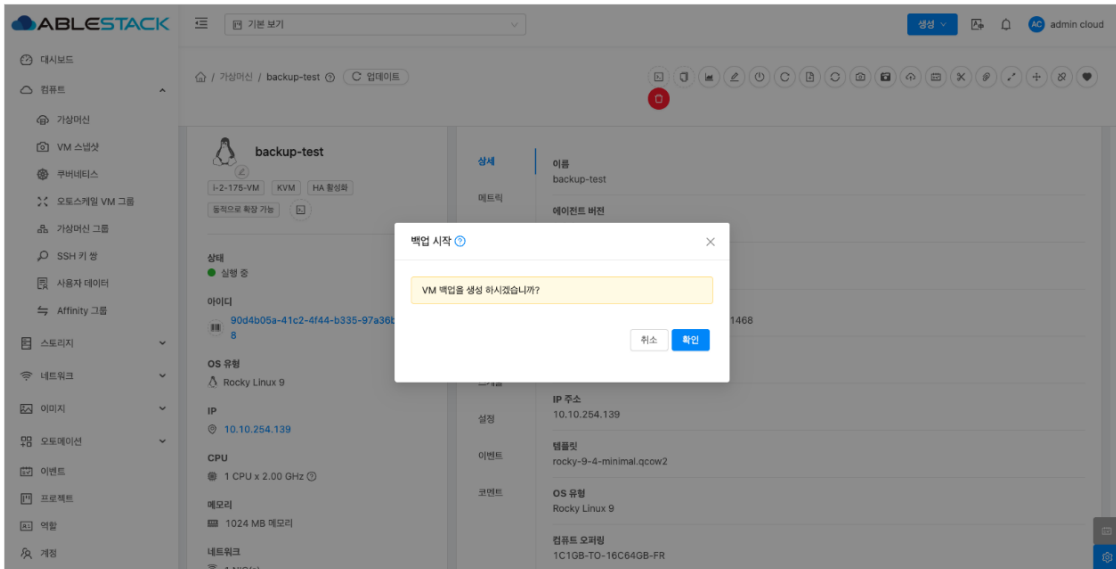 ABLESTACK
기본 보기
생성
AC admin cloud
대시보드
컴퓨트
가상머신
VM 스냅샷
쿠버네티스
오토스케일 VM 그룹
가상머신 그룹
SSH 키 쌍
사용자 데이터
Affinity 그룹
스토리지
네트워크
이미지
오토메이션
이벤트
프로젝트
역할
계정
/ 가상머신 / backup-test
업데이트
backup-test
i-2-175-VM
KVM
HA 활성화
동적으로 확장 가능
상태
실행 중
아이디
90d4b05a-41c2-4f44-b335-97a36b
8
OS 유형
Rocky Linux 9
IP
10.10.254.139
CPU
1 CPU x 2.00 GHz
메모리
1024 MB 메모리
네트워크
상세
메트릭
설정
이벤트
코멘트
이름
backup-test
에이전트 버전
백업 시작
VM 백업을 생성 하시겠습니까?
취소
확인
1468
IP 주소
10.10.254.139
템플릿
rocky-9-4-minimal.qcow2
OS 유형
Rocky Linux 9
컴퓨트 오퍼링
1C1GB-TO-16C64GB-FR